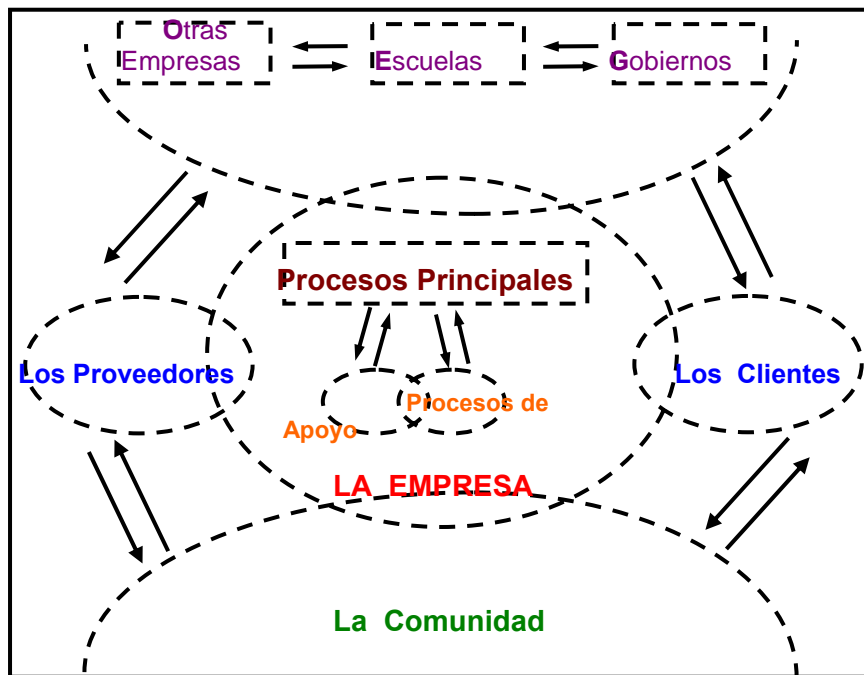 Otras
Empresas
Escuelas
Gobiernos
Procesos Principales
Los Proveedores
Los Clientes
Procesos de
Apoyo
LA EMPRESA
La Comunidad